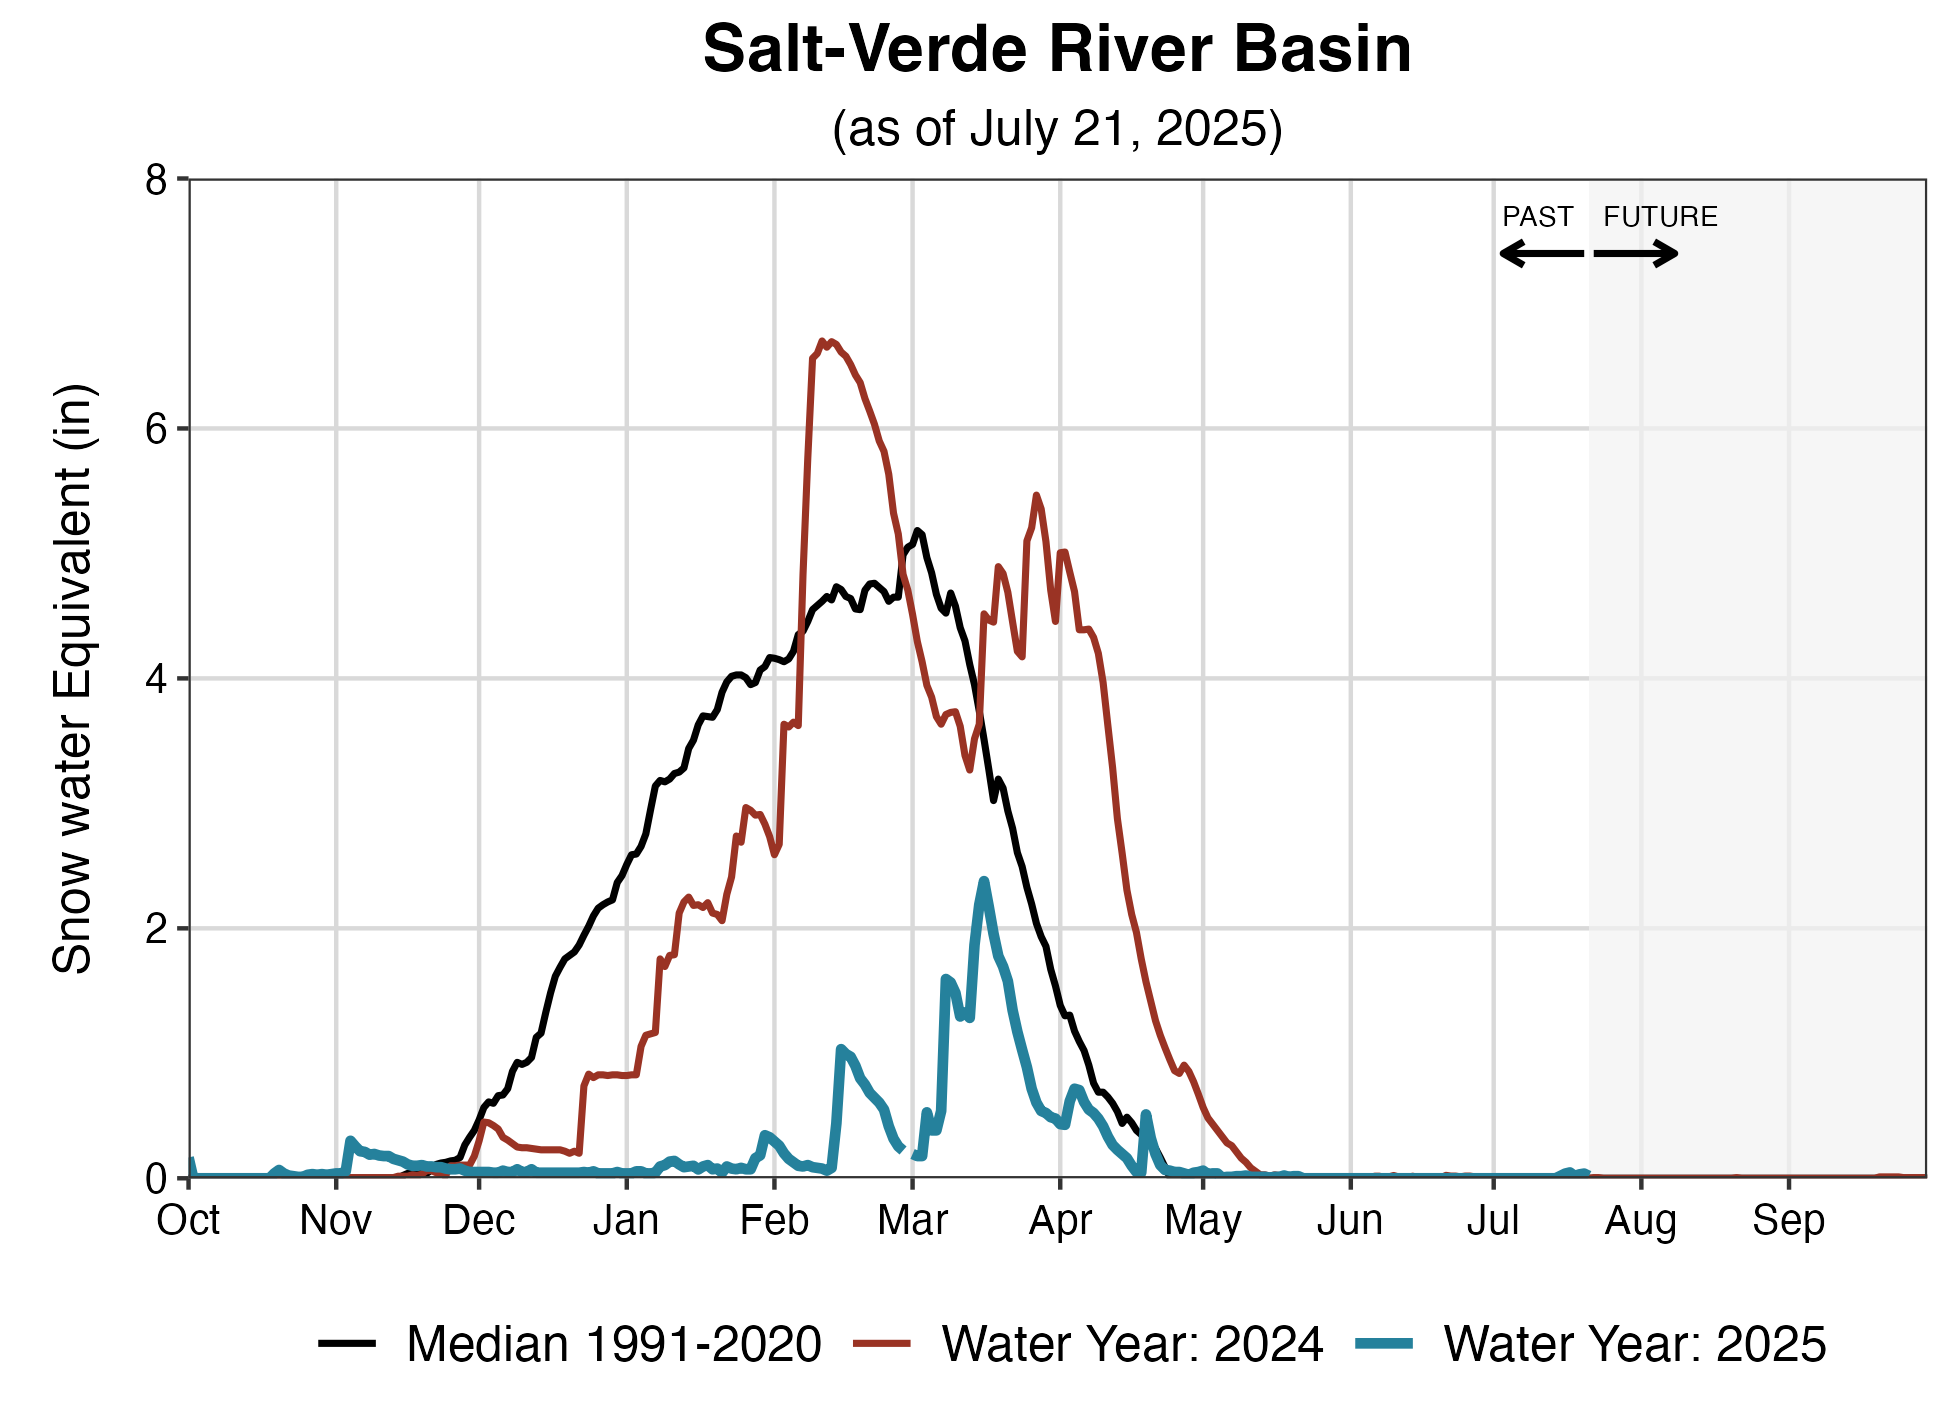 Salt-Verde River Basin
(as of July 21, 2025)
PAST FUTURE
Snow water Equivalent (in)
8
6
4
2
0
Oct Nov Dec Jan Feb Mar Apr May Jun Jul Aug Sep
Median 1991-2020 Water Year: 2024 Water Year: 2025